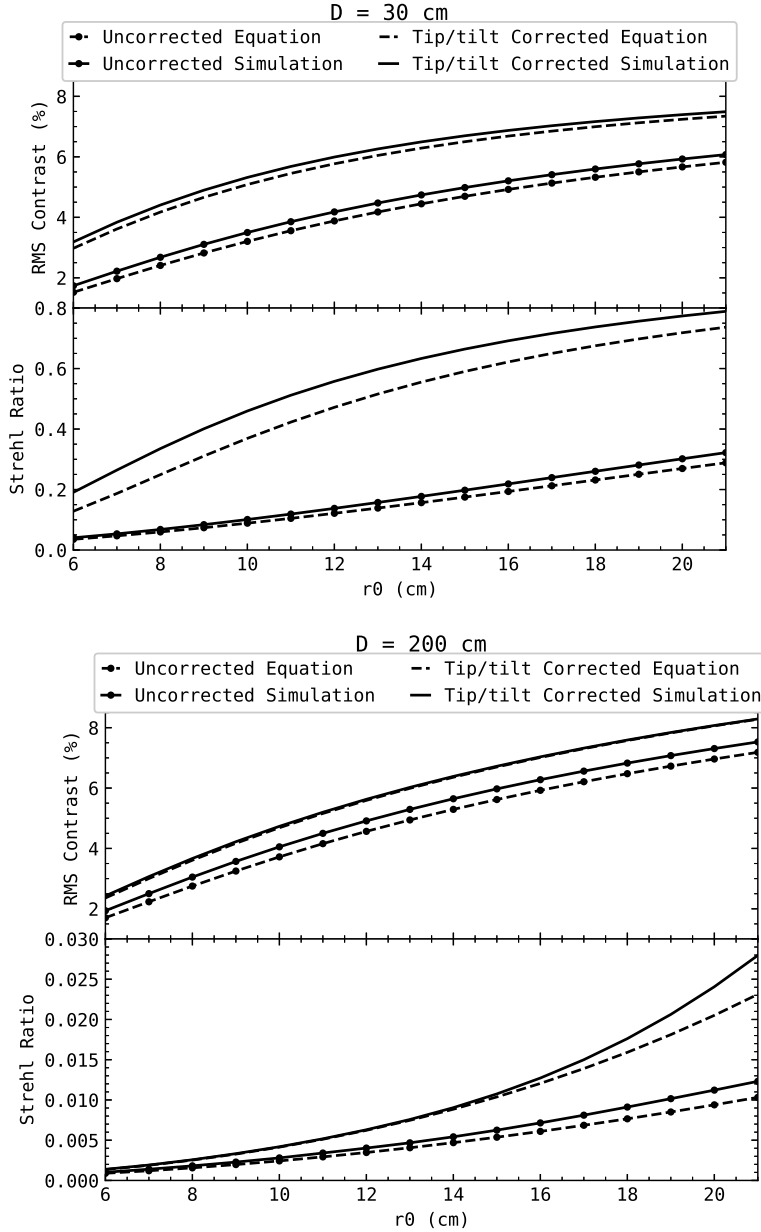 D = 30 cm
Uncorrected Equation Tip/tilt Corrected Equation
Uncorrected Simulation Tip/tilt Corrected Simulation
8
6
4
2
RMS Contrast (%)
0.8
0.6
0.4
0.2
0.0
Strehl Ratio
6 8 10 12 14 16 18 20
r0 (cm)
D = 200 cm
Uncorrected Equation Tip/tilt Corrected Equation
Uncorrected Simulation Tip/tilt Corrected Simulation
8
6
4
2
RMS Contrast (%)
0.030
0.025
0.020
0.015
0.010
0.005
0.000
Strehl Ratio
6 8 10 12 14 16 18 20
r0 (cm)